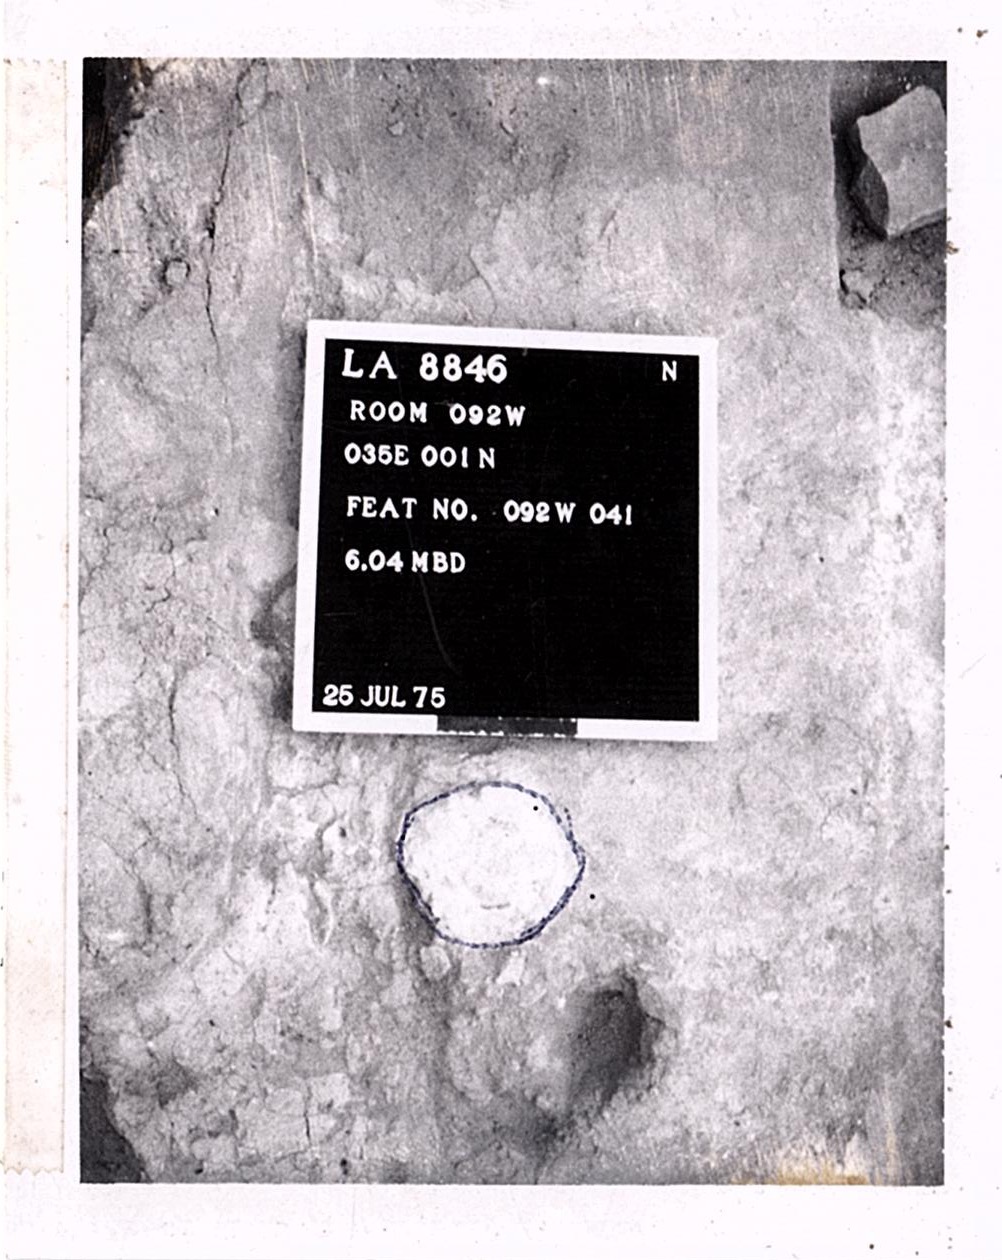 LA 8846 N
ROOM 092W
035E 001N
FEAT NO. 092W 041
6.04 MBD
25 JUL 75